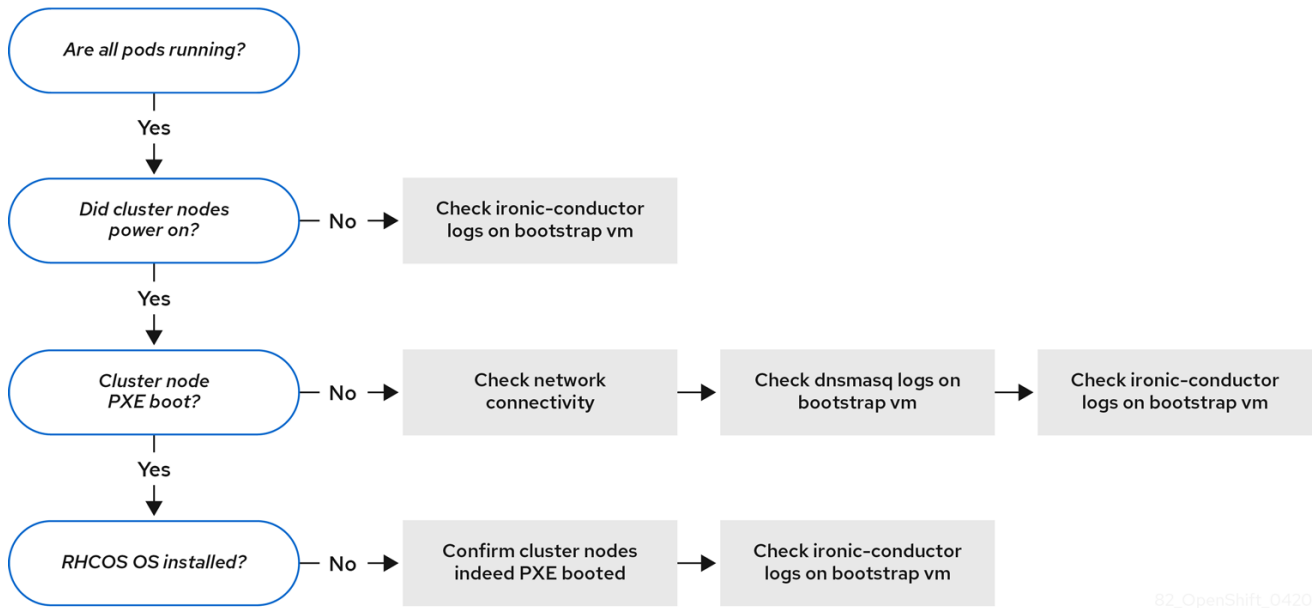 Are all pods running?
Yes
Did cluster nodes
power on?
No
Check ironic-conductor
logs on bootstrap vm
Yes
Cluster node
PXE boot?
No
Check network
connectivity
Check dnsmasq logs on
bootstrap vm
Check ironic-conductor
logs on bootstrap vm
Yes
RHCOS OS installed?
No
Confirm cluster nodes
indeed PXE booted
Check ironic-conductor
logs on bootstrap vm
82_OpenShift_0420